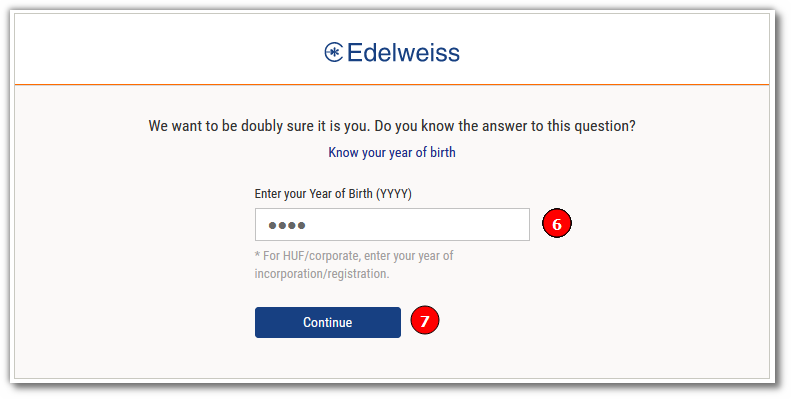 Edelweiss
We want to be doubly sure it is you. Do you know the answer to this question?
Know your year of birth
Enter your Year of Birth (YYYY)
●●●●
6
* For HUF/corporate, enter your year of
incorporation/registration.
Continue
7